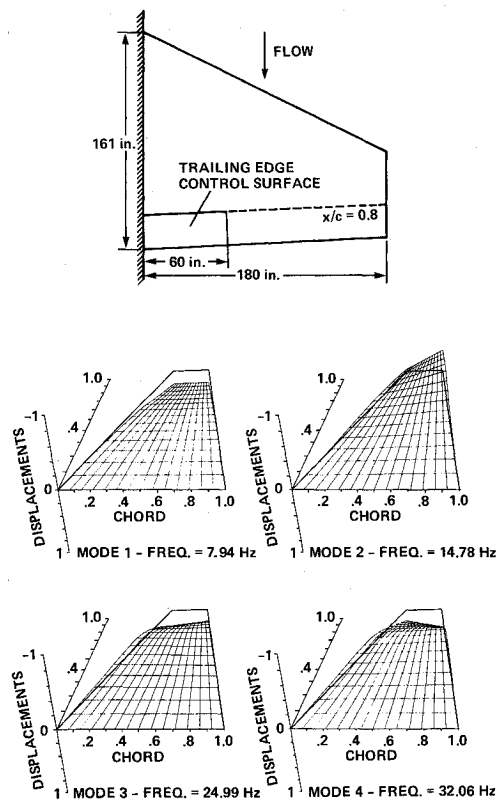 FLOW
161 in.
TRAILING EDGE
CONTROL SURFACE
x/c = 0.8
60 in.
180 in.
1.0
-1
.4
0
DISPLACEMENTS
.2 .4 .6 .8 1.0
CHORD
1
MODE 1 – FREQ. = 7.94 Hz
1.0
-1
.4
0
DISPLACEMENTS
.2 .4 .6 .8 1.0
CHORD
1
MODE 2 – FREQ. = 14.78 Hz
1.0
-1
.4
0
DISPLACEMENTS
.2 .4 .6 .8 1.0
CHORD
1
MODE 3 – FREQ. = 24.99 Hz
1.0
-1
.4
0
DISPLACEMENTS
.2 .4 .6 .8 1.0
CHORD
1
MODE 4 – FREQ. = 32.06 Hz